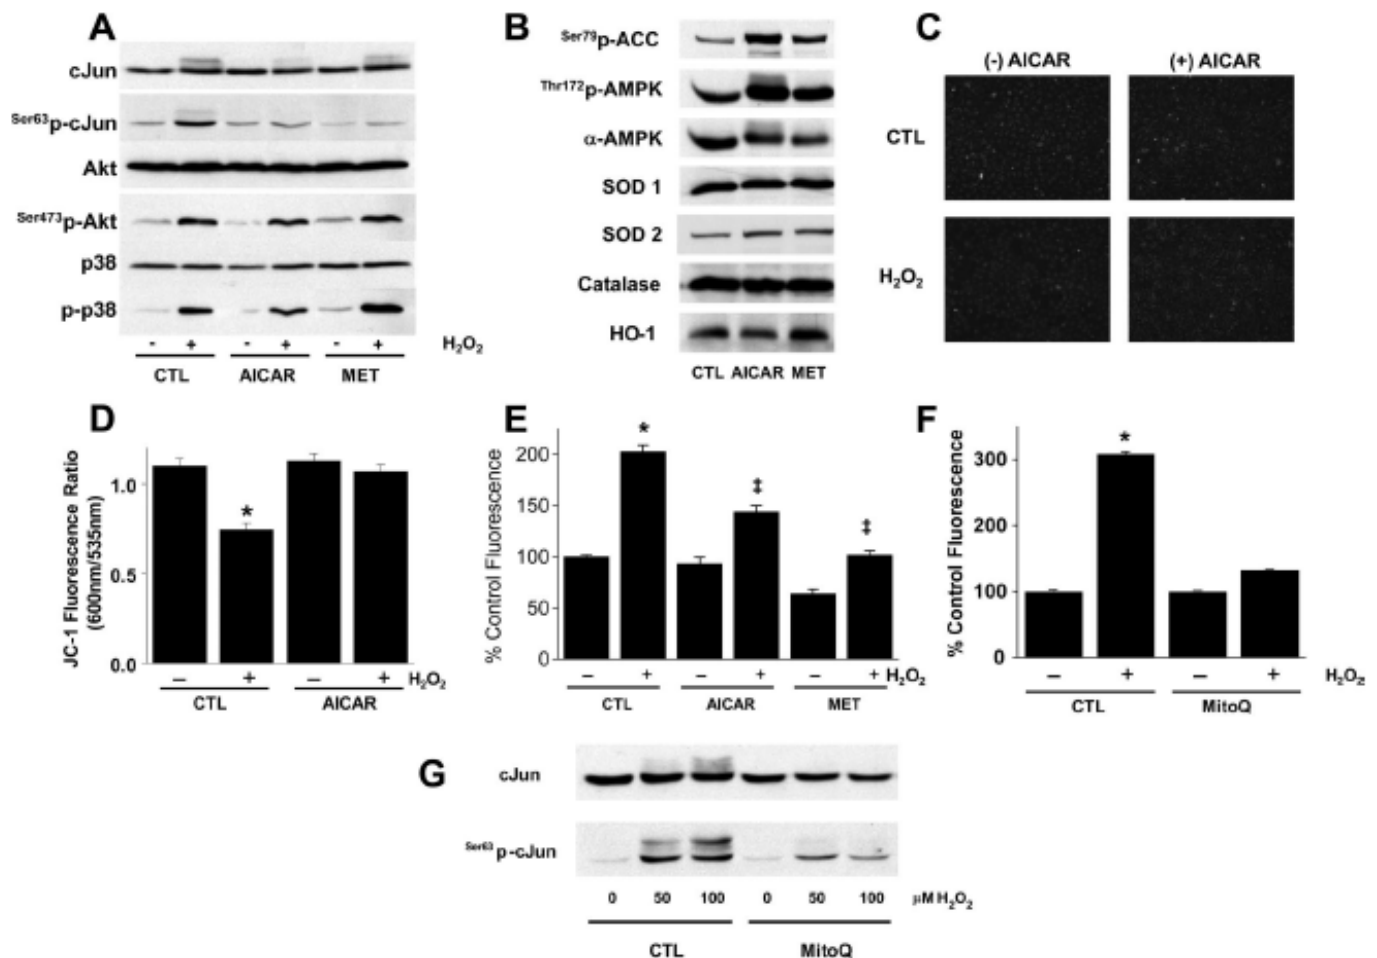 A
cJun
Ser63p-cJun
Akt
Ser473p-Akt
p38
p-p38
- + - + - + H2O2
CTL AICAR MET
B
Ser79p-ACC
Thr172p-AMPK
α-AMPK
SOD 1
SOD 2
Catalase
HO-1
CTL AICAR MET
C
(-) AICAR (+) AICAR
CTL
H2O2
D
JC-1 Fluorescence Ratio
(600nm/535nm)
1.0
0.5
0.0
*
– + – + H2O2
CTL AICAR
E
% Control Fluorescence
200
150
100
50
0
* ‡ ‡
– + – + – + H2O2
CTL AICAR MET
F
% Control Fluorescence
300
200
100
0
*
– + – + H2O2
CTL MitoQ
G
cJun
Ser63 p-cJun
0 50 100 0 50 100 µM H2O2
CTL MitoQ